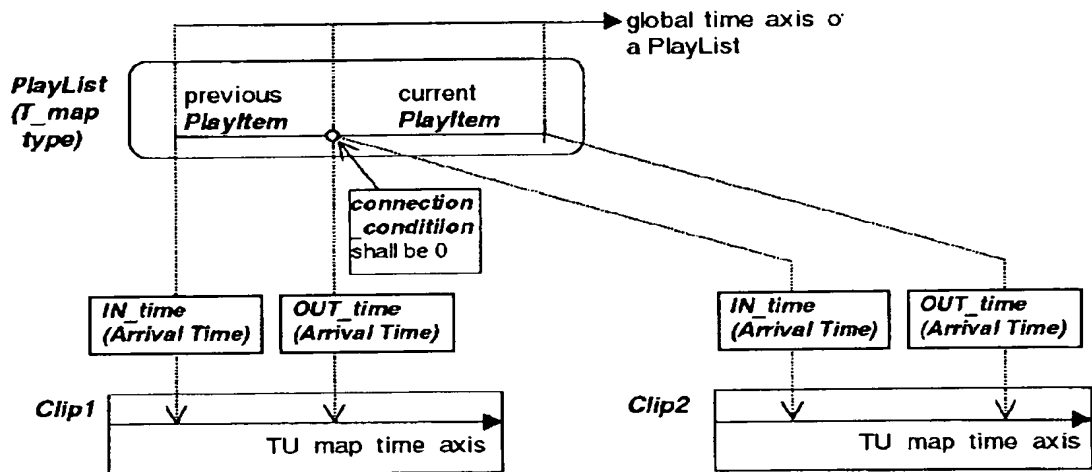 global time axis o
a PlayList
PlayList
(T_map
type)
previous
PlayItem
current
PlayItem
connection
_conditiion
shall be 0
IN_time
(Arrival Time)
OUT_time
(Arrival Time)
IN_time
(Arrival Time)
OUT_time
(Arrival Time)
Clip1
TU map time axis
Clip2
TU map time axis